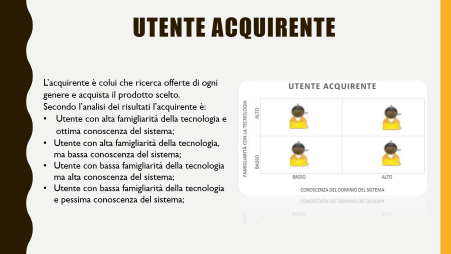 UTENTE ACQUIRENTE
L'acquirente è colui che ricerca offerte di ogni
genere e acquista il prodotto scelto.
Secondo l'analisi dei risultati l'acquirente è:
• Utente con alta famigliarità della tecnologia e
ottima conoscenza del sistema;
• Utente con alta famigliarità della tecnologia,
ma bassa conoscenza del sistema;
• Utente con bassa famigliarità della tecnologia
ma alta conoscenza del sistema;
• Utente con bassa famigliarità della tecnologia
e pessima conoscenza del sistema;
UTENTE ACQUIRENTE
FAMIGLIARITÀ CON LA TECNOLOGIA
ALTO
BASSO
BASSO
ALTO
CONOSCENZA DEL DOMINIO DEL SISTEMA